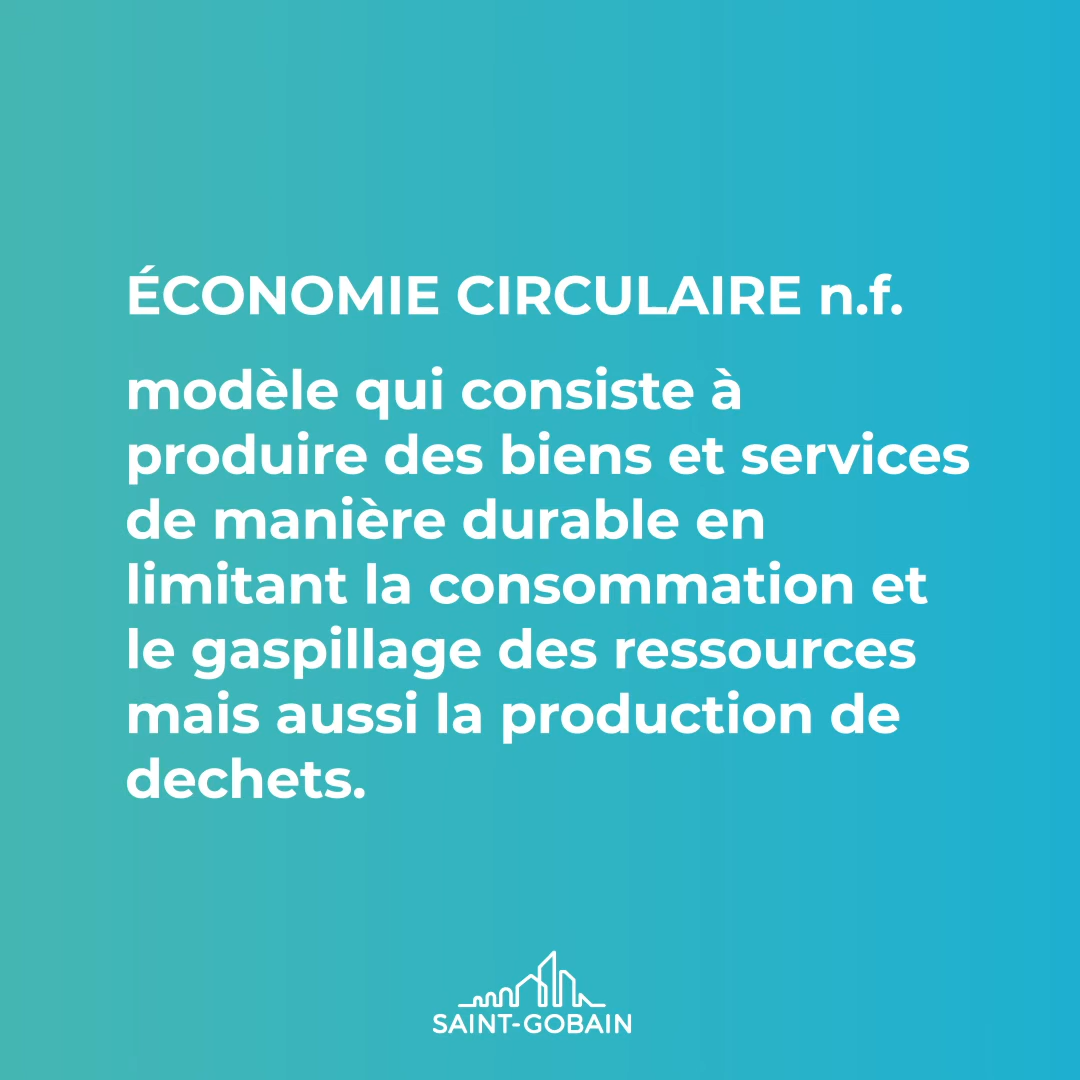 ÉCONOMIE CIRCULAIRE n.f.
modèle qui consiste à
produire des biens et services
de manière durable en
limitant la consommation et
le gaspillage des ressources
mais aussi la production de
dechets.
SAINT-GOBAIN